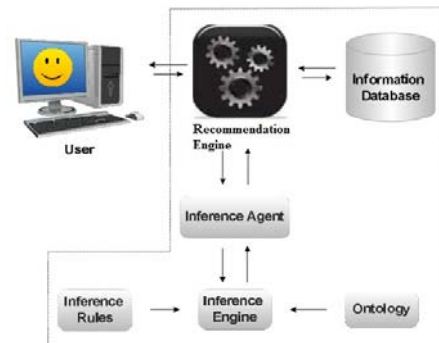 Information
Database
User
Recommendation
Engine
Inference Agent
Inference
Rules
Inference
Engine
Ontology